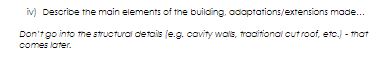 iv) Describe the main elements of the building, adaptations/extensions made...
Don't go into the structural details (e.g. cavity walls, traditional cut roof, etc.) - that
comes later.